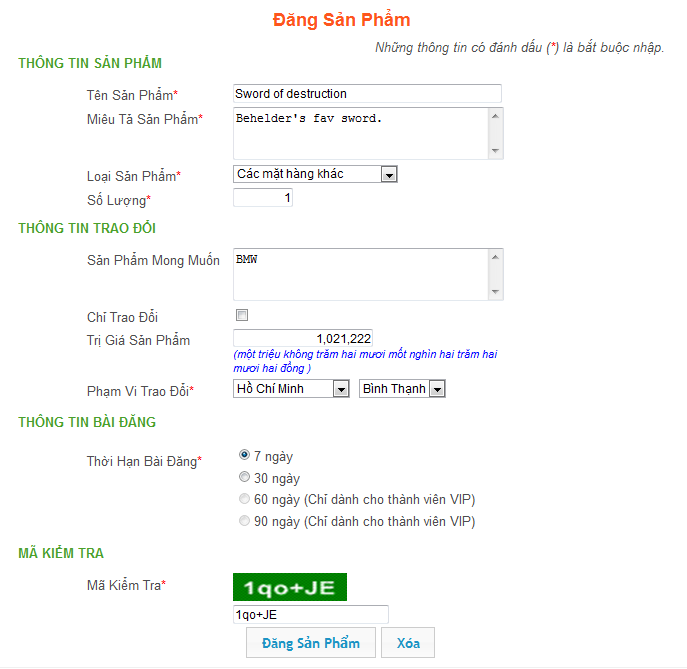 Đăng Sản Phẩm
Những thông tin có đánh dấu (*) là bắt buộc nhập.
THÔNG TIN SẢN PHẨM
Tên Sản Phẩm* Sword of destruction
Miêu Tả Sản Phẩm* Behelder's fav sword.
Loại Sản Phẩm* Các mặt hàng khác
Số Lượng* 1
THÔNG TIN TRAO ĐỔI
Sản Phẩm Mong Muốn BMW
Chỉ Trao Đổi
Trị Giá Sản Phẩm 1,021,222
(một triệu không trăm hai mươi mốt nghìn hai trăm hai
mươi hai đồng )
Phạm Vi Trao Đổi* Hồ Chí Minh Bình Thạnh
THÔNG TIN BÀI ĐĂNG
Thời Hạn Bài Đăng* 7 ngày
30 ngày
60 ngày (Chỉ dành cho thành viên VIP)
90 ngày (Chỉ dành cho thành viên VIP)
MÃ KIỂM TRA
Mã Kiểm Tra* 1qo+JE
1qo+JE
Đăng Sản Phẩm Xóa